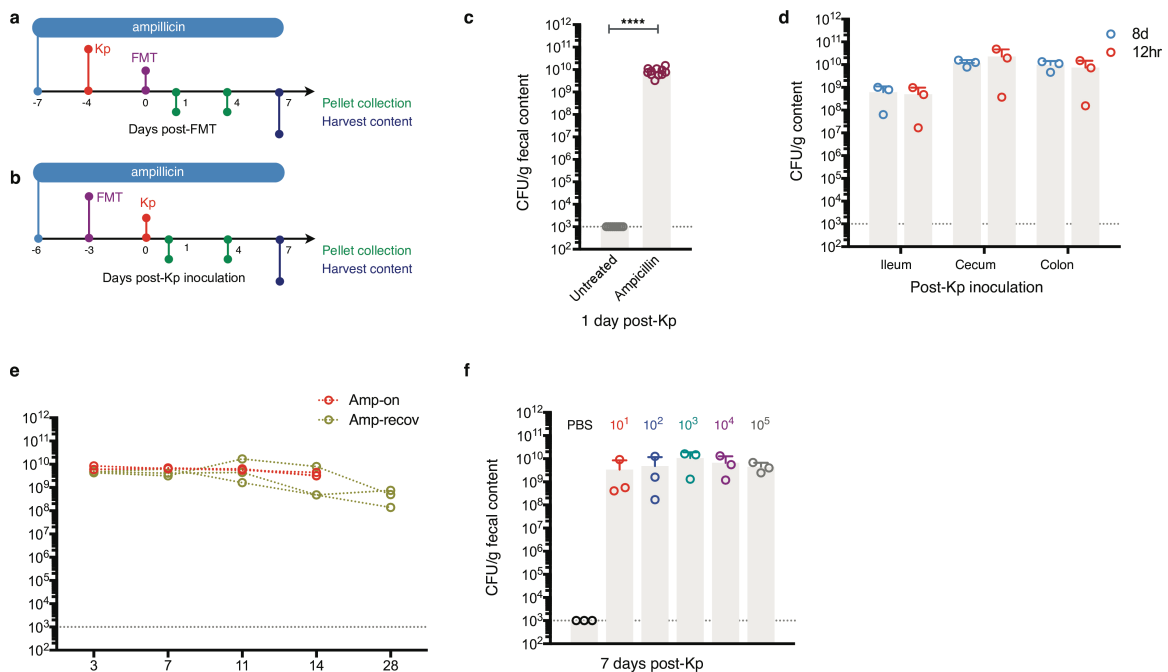 a
ampillicin
Kp
FMT
-7
-4
0
1
4
7
Pellet collection
Days post-FMT
Harvest content
b
ampillicin
FMT
Kp
-6
-3
0
1
4
7
Pellet collection
Days post-Kp inoculation
Harvest content
c
****
10¹²
10¹¹
10¹⁰
10⁹
10⁸
10⁷
10⁶
10⁵
10⁴
10³
10²
CFU/g fecal content
Untreated
Ampicillin
1 day post-Kp
d
8d
12hr
10¹²
10¹¹
10¹⁰
10⁹
10⁸
10⁷
10⁶
10⁵
10⁴
10³
10²
CFU/g content
Ileum
Cecum
Colon
Post-Kp inoculation
e
Amp-on
Amp-recov
10¹²
10¹¹
10¹⁰
10⁹
10⁸
10⁷
10⁶
10⁵
10⁴
10³
10²
3
7
11
14
28
f
PBS
10¹
10²
10³
10⁴
10⁵
10¹²
10¹¹
10¹⁰
10⁹
10⁸
10⁷
10⁶
10⁵
10⁴
10³
10²
CFU/g fecal content
7 days post-Kp